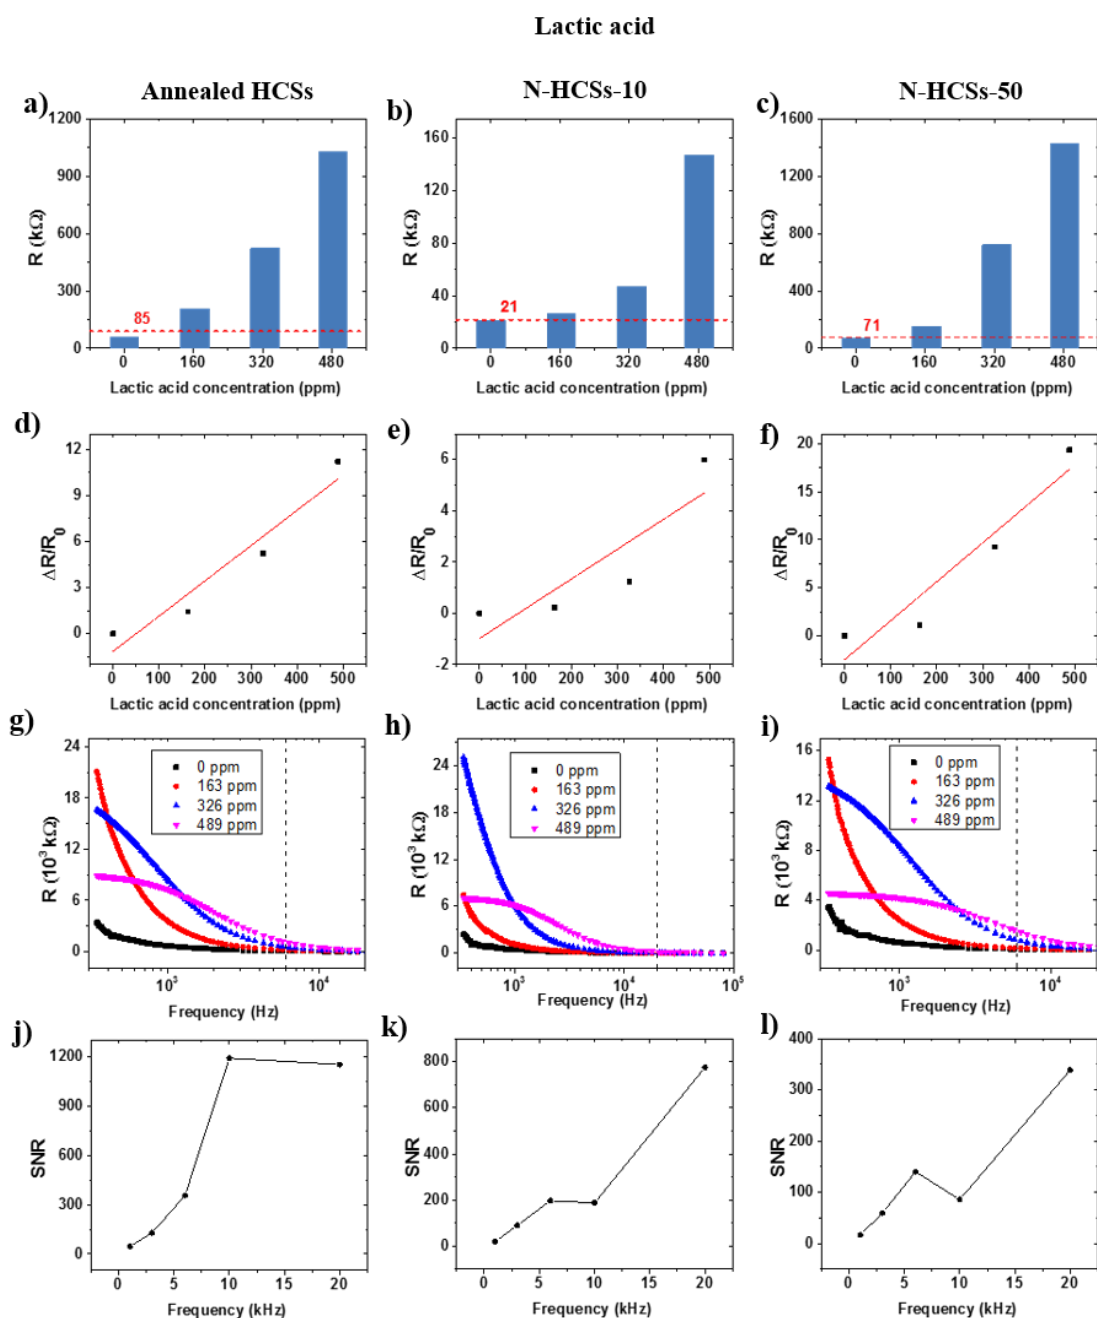 Lactic acid
Annealed HCSs
N-HCSs-10
N-HCSs-50
a)
1200
900
600
300
0
R (kΩ)
85
0 160 320 480
Lactic acid concentration (ppm)
b)
160
120
80
40
0
R (kΩ)
21
0 160 320 480
Lactic acid concentration (ppm)
c)
1600
1200
800
400
0
R (kΩ)
71
0 160 320 480
Lactic acid concentration (ppm)
d)
12
9
6
3
0
ΔR/R0
0 100 200 300 400 500
Lactic acid concentration (ppm)
e)
6
4
2
0
-2
ΔR/R0
0 100 200 300 400 500
Lactic acid concentration (ppm)
f)
20
15
10
5
0
ΔR/R0
0 100 200 300 400 500
Lactic acid concentration (ppm)
g)
24
18
12
6
0
R (10³ kΩ)
0 ppm
163 ppm
326 ppm
489 ppm
10³ 10⁴
Frequency (Hz)
h)
24
18
12
6
0
R (10³ kΩ)
0 ppm
163 ppm
326 ppm
489 ppm
10³ 10⁴ 10⁵
Frequency (Hz)
i)
16
12
8
4
0
R (10³ kΩ)
0 ppm
163 ppm
326 ppm
489 ppm
10³ 10⁴
Frequency (Hz)
j)
1200
900
600
300
0
SNR
0 5 10 15 20
Frequency (kHz)
k)
800
600
400
200
0
SNR
0 5 10 15 20
Frequency (kHz)
l)
400
300
200
100
0
SNR
0 5 10 15 20
Frequency (kHz)